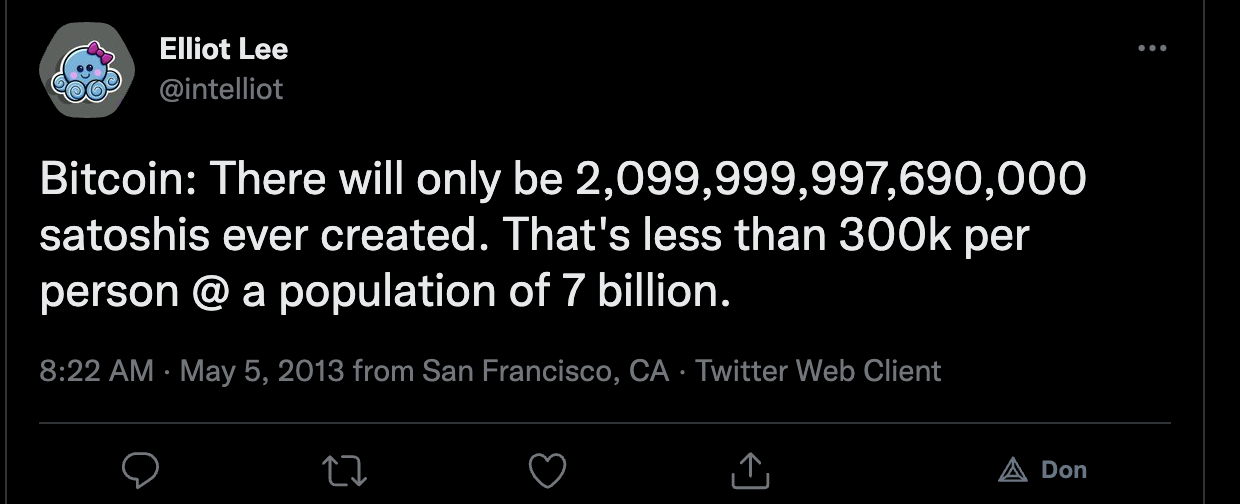 Elliot Lee
@intelliot
Bitcoin: There will only be 2,099,999,997,690,000
satoshis ever created. That's less than 300k per
person @ a population of 7 billion.
8:22 AM · May 5, 2013 from San Francisco, CA · Twitter Web Client
Don